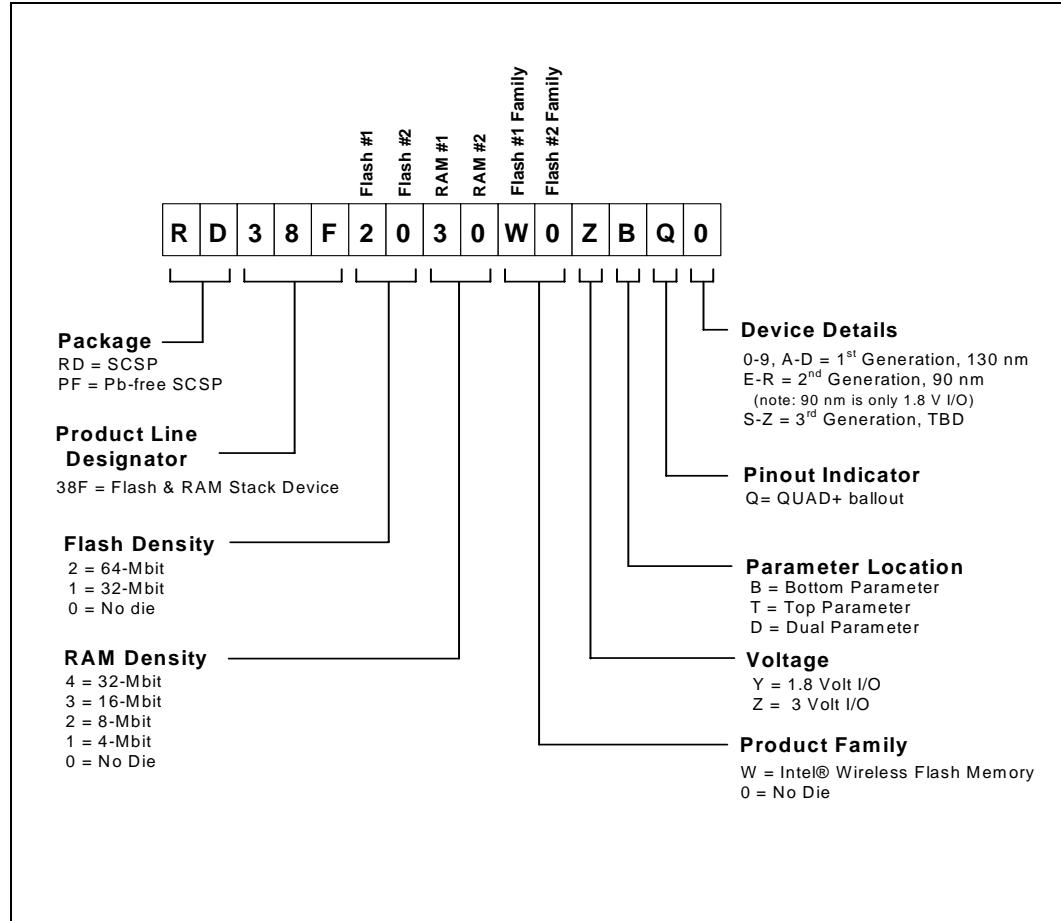 Flash #1
Flash #2
RAM #1
RAM #2
Flash #1 Family
Flash #2 Family
R D 3 8 F 2 0 3 0 W 0 Z B Q 0
Package
RD = SCSP
PF = Pb-free SCSP
Product Line
Designator
38F = Flash & RAM Stack Device
Flash Density
2 = 64-Mbit
1 = 32-Mbit
0 = No die
RAM Density
4 = 32-Mbit
3 = 16-Mbit
2 = 8-Mbit
1 = 4-Mbit
0 = No Die
Device Details
0-9, A-D = 1st Generation, 130 nm
E-R = 2nd Generation, 90 nm
(note: 90 nm is only 1.8 V I/O)
S-Z = 3rd Generation, TBD
Pinout Indicator
Q= QUAD+ ballout
Parameter Location
B = Bottom Parameter
T = Top Parameter
D = Dual Parameter
Voltage
Y = 1.8 Volt I/O
Z = 3 Volt I/O
Product Family
W = Intel® Wireless Flash Memory
0 = No Die